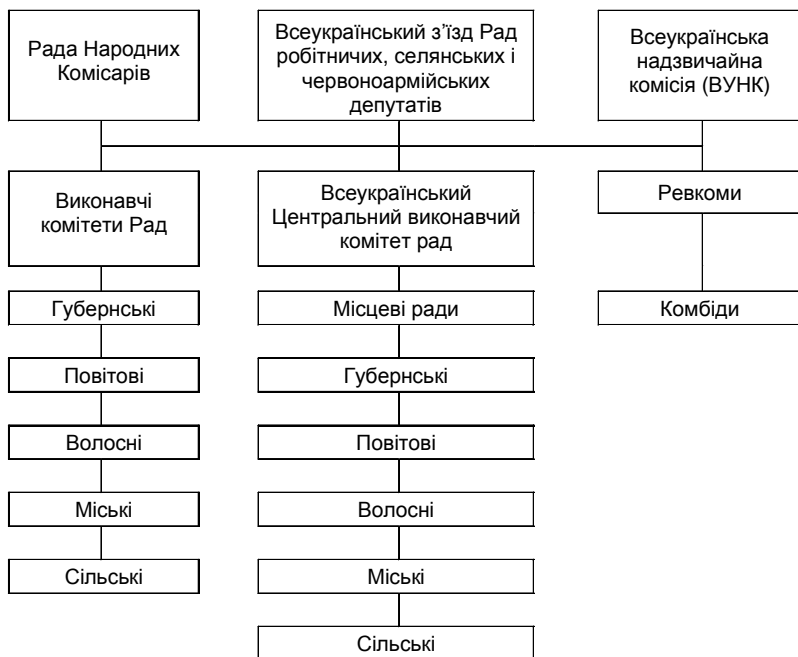 Рада Народних
Комісарів
Всеукраїнський з’їзд Рад
робітничих, селянських і
червоноармійських
депутатів
Всеукраїнська
надзвичайна
комісія (ВУНК)
Виконавчі
комітети Рад
Всеукраїнський
Центральний виконавчий
комітет рад
Ревкоми
Губернські
Місцеві ради
Комбіди
Повітові
Губернські
Волосні
Повітові
Міські
Волосні
Сільські
Міські
Сільські